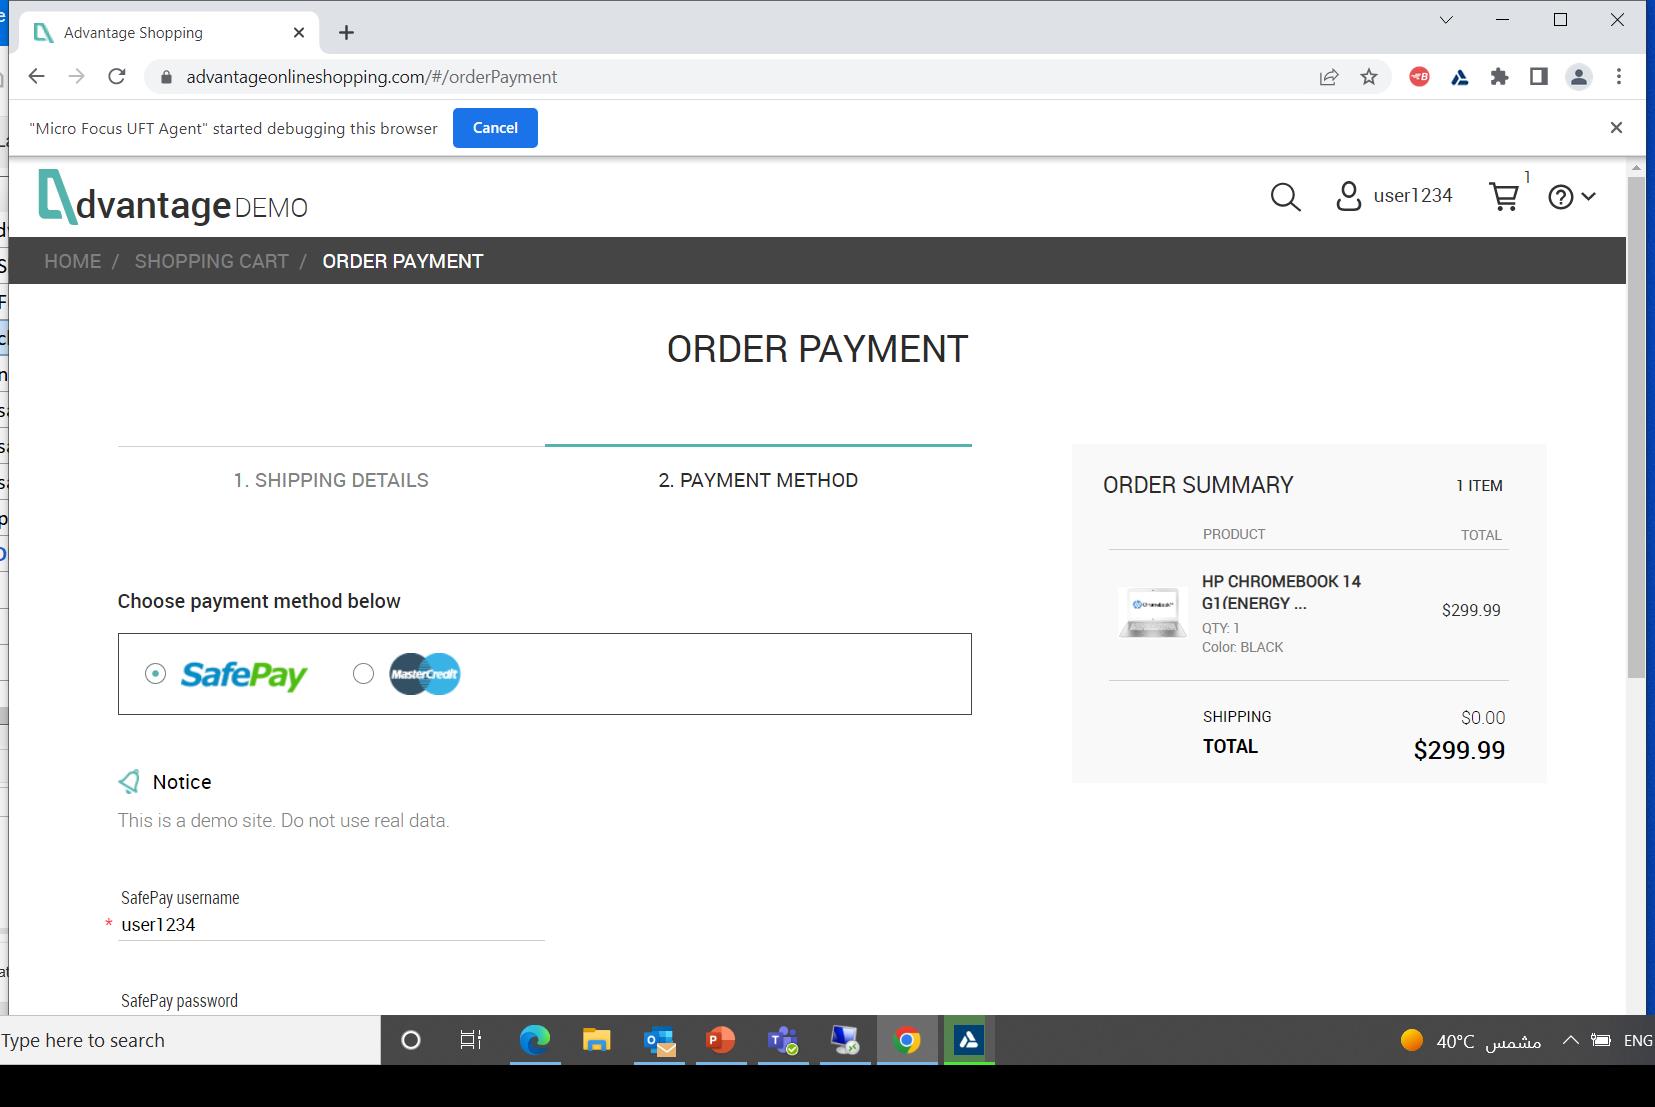 Advantage Shopping
advantageonlineshopping.com/#/orderPayment
"Micro Focus UFT Agent" started debugging this browser
Cancel
dvantage DEMO
user1234
1
HOME / SHOPPING CART / ORDER PAYMENT
ORDER PAYMENT
1. SHIPPING DETAILS
2. PAYMENT METHOD
Choose payment method below
SafePay
MasterCredit
Notice
This is a demo site. Do not use real data.
SafePay username
* user1234
SafePay password
ORDER SUMMARY
1 ITEM
PRODUCT
TOTAL
HP CHROMEBOOK 14
G1(ENERGY ...
$299.99
QTY: 1
Color: BLACK
SHIPPING
$0.00
TOTAL
$299.99
Type here to search
40°C مشمس
ENG